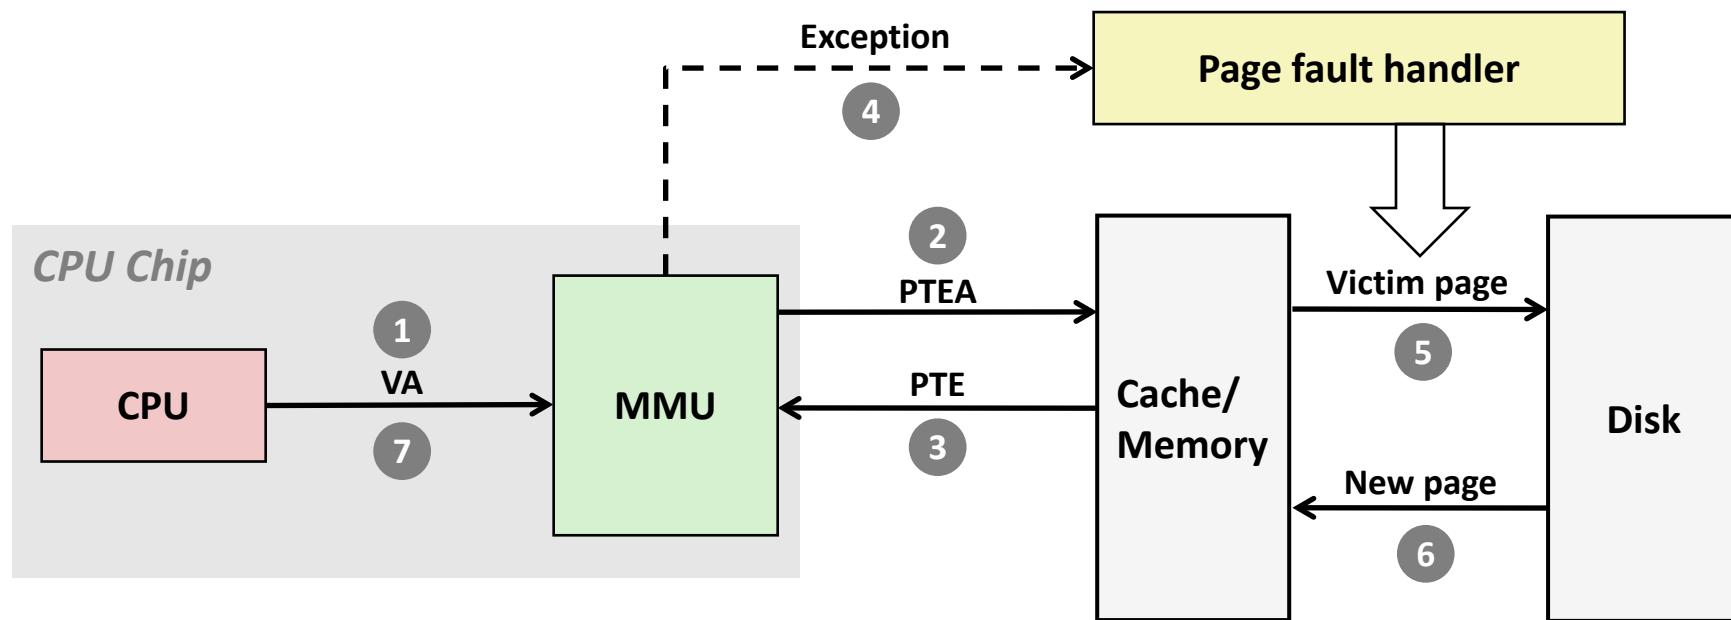 Exception
Page fault handler
4
2
CPU Chip
PTEA
Victim page
1
5
VA
CPU
MMU
PTE
Cache/
Memory
Disk
7
3
New page
6